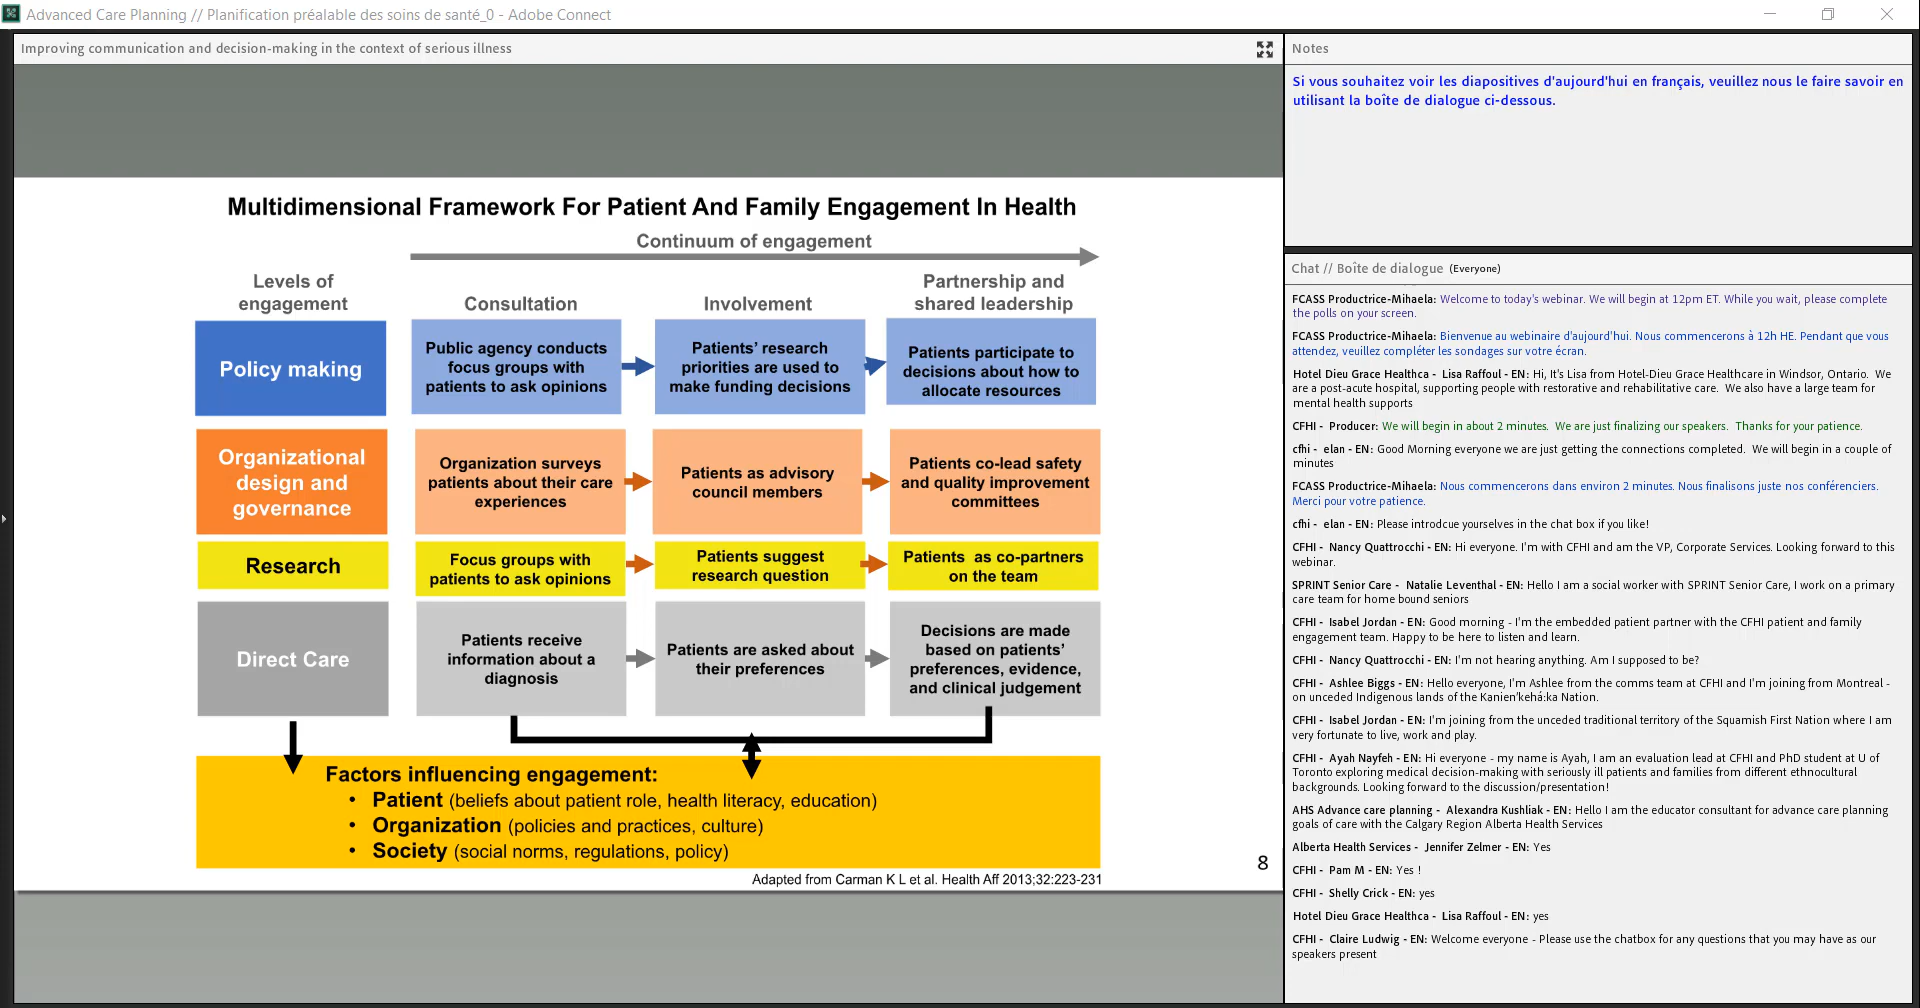 Advanced Care Planning // Planification préalable des soins de santé_0 - Adobe Connect
Improving communication and decision-making in the context of serious illness
Multidimensional Framework For Patient And Family Engagement In Health
Continuum of engagement
Levels of
engagement
Consultation
Involvement
Partnership and
shared leadership
Policy making
Public agency conducts
focus groups with
patients to ask opinions
Patients' research
priorities are used to
make funding decisions
Patients participate to
decisions about how to
allocate resources
Organizational
design and
governance
Organization surveys
patients about their care
experiences
Patients as advisory
council members
Patients co-lead safety
and quality improvement
committees
Research
Focus groups with
patients to ask opinions
Patients suggest
research question
Patients as co-partners
on the team
Direct Care
Patients receive
information about a
diagnosis
Patients are asked about
their preferences
Decisions are made
based on patients'
preferences, evidence,
and clinical judgement
Factors influencing engagement:
• Patient (beliefs about patient role, health literacy, education)
• Organization (policies and practices, culture)
• Society (social norms, regulations, policy)
8
Adapted from Carman K L et al. Health Aff 2013;32:223-231
Notes
Si vous souhaitez voir les diapositives d'aujourd'hui en français, veuillez nous le faire savoir en
utilisant la boîte de dialogue ci-dessous.
Chat // Boîte de dialogue (Everyone)
FCASS Productrice-Mihaela: Welcome to today's webinar. We will begin at 12pm ET. While you wait, please complete
the polls on your screen.
FCASS Productrice-Mihaela: Bienvenue au webinaire d'aujourd'hui. Nous commencerons à 12h HE. Pendant que vous
attendez, veuillez compléter les sondages sur votre écran.
Hotel Dieu Grace Healthca - Lisa Raffoul - EN: Hi, It's Lisa from Hotel-Dieu Grace Healthcare in Windsor, Ontario. We
are a post-acute hospital, supporting people with restorative and rehabilitative care. We also have a large team for
mental health supports
CFHI - Producer: We will begin in about 2 minutes. We are just finalizing our speakers. Thanks for your patience.
cfhi - elan - EN: Good Morning everyone we are just getting the connections completed. We will begin in a couple of
minutes
FCASS Productrice-Mihaela: Nous commencerons dans environ 2 minutes. Nous finalisons juste nos conférenciers.
Merci pour votre patience.
cfhi - elan - EN: Please introdcue yourselves in the chat box if you like!
CFHI - Nancy Quattrocchi - EN: Hi everyone. I'm with CFHI and am the VP, Corporate Services. Looking forward to this
webinar.
SPRINT Senior Care - Natalie Leventhal - EN: Hello I am a social worker with SPRINT Senior Care, I work on a primary
care team for home bound seniors
CFHI - Isabel Jordan - EN: Good morning - I'm the embedded patient partner with the CFHI patient and family
engagement team. Happy to be here to listen and learn.
CFHI - Nancy Quattrocchi - EN: I'm not hearing anything. Am I supposed to be?
CFHI - Ashlee Biggs - EN: Hello everyone, I'm Ashlee from the comms team at CFHI and I'm joining from Montreal -
on unceded Indigenous lands of the Kanien'kehá:ka Nation.
CFHI - Isabel Jordan - EN: I'm joining from the unceded traditional territory of the Squamish First Nation where I am
very fortunate to live, work and play.
CFHI - Ayah Nayfeh - EN: Hi everyone - my name is Ayah, I am an evaluation lead at CFHI and PhD student at U of
Toronto exploring medical decision-making with seriously ill patients and families from different ethnocultural
backgrounds. Looking forward to the discussion/presentation!
AHS Advance care planning - Alexandra Kushliak - EN: Hello I am the educator consultant for advance care planning
goals of care with the Calgary Region Alberta Health Services
Alberta Health Services - Jennifer Zelmer - EN: Yes
CFHI - Pam M - EN: Yes !
CFHI - Shelly Crick - EN: yes
Hotel Dieu Grace Healthca - Lisa Raffoul - EN: yes
CFHI - Claire Ludwig - EN: Welcome everyone - Please use the chatbox for any questions that you may have as our
speakers present